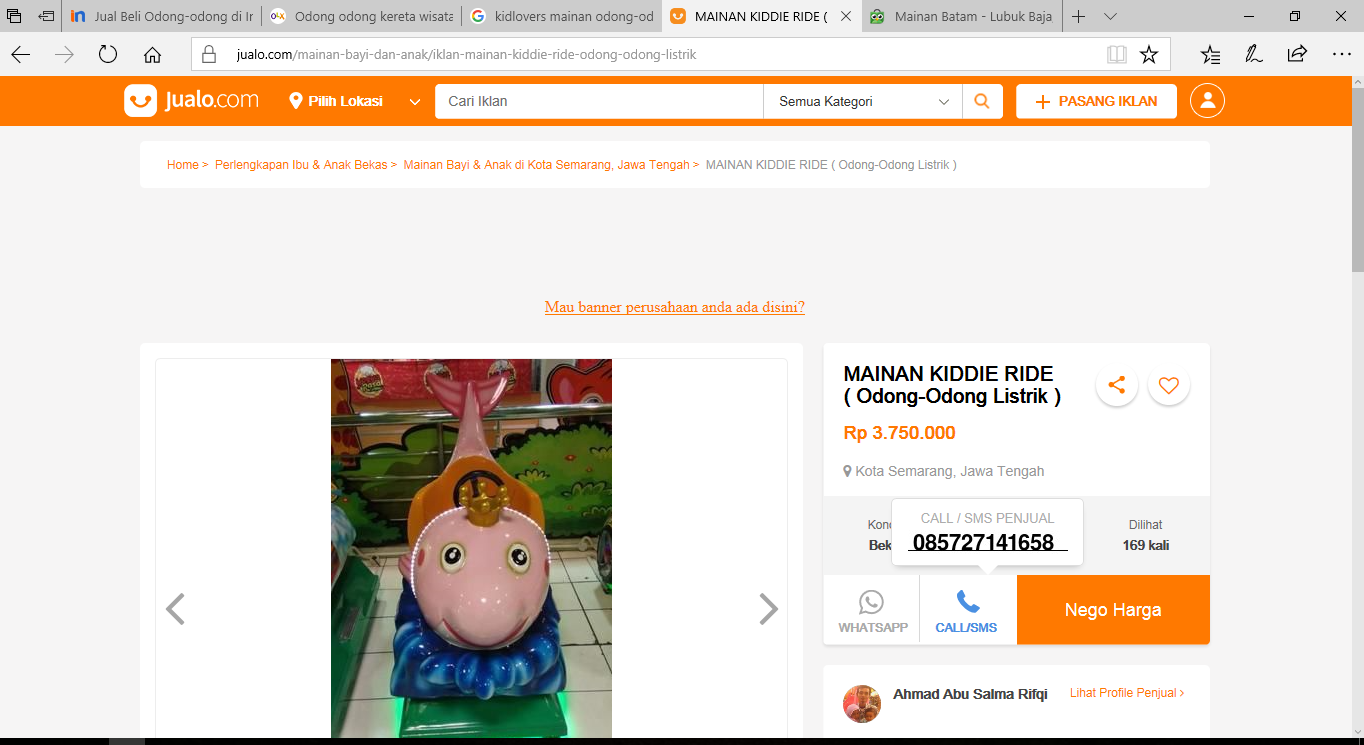 Jual Beli Odong-odong di Ir
Odong odong kereta wisata
kidlovers mainan odong-od
MAINAN KIDDIE RIDE (
Mainan Batam - Lubuk Baja
jualo.com/mainan-bayi-dan-anak/iklan-mainan-kiddie-ride-odong-odong-listrik
Jualo.com
Pilih Lokasi
Cari Iklan
Semua Kategori
+ PASANG IKLAN
Home > Perlengkapan Ibu & Anak Bekas > Mainan Bayi & Anak di Kota Semarang, Jawa Tengah > MAINAN KIDDIE RIDE ( Odong-Odong Listrik )
Mau banner perusahaan anda ada disini?
MAINAN KIDDIE RIDE
( Odong-Odong Listrik )
Rp 3.750.000
Kota Semarang, Jawa Tengah
CALL / SMS PENJUAL
085727141658
Kon
Bek
Dilihat
169 kali
WHATSAPP
CALL/SMS
Nego Harga
Ahmad Abu Salma Rifqi
Lihat Profile Penjual >